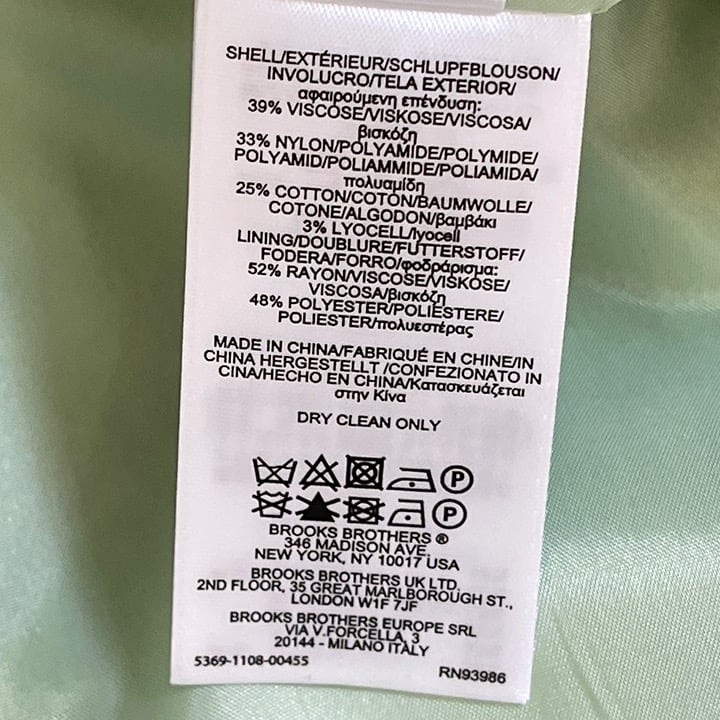 SHELL/EXTÉRIEUR/SCHLUPFBLOUSON/
INVOLUCRO/TELA EXTERIOR/
αφαιρούμενη επένδυση:
39% VISCOSE/VISKOSE/VISCOSA/
βισκόζη
33% NYLON/POLYAMIDE/POLYMIDE/
POLYAMID/POLIAMMIDE/POLIAMIDA/
πολυαμίδη
25% COTTON/COTON/BAUMWOLLE/
COTONE/ALGODON/βαμβάκι
3% LYOCELL/lyocell
LINING/DOUBLURE/FUTTERSTOFF/
FODERA/FORRO/φοδράρισμα:
52% RAYON/VISCOSE/VISKOSE/
VISCOSA/βισκόζη
48% POLYESTER/POLIESTERE/
POLIESTER/πολυεστέρας
MADE IN CHINA/FABRIQUÉ EN CHINE/IN
CHINA HERGESTELLT /CONFEZIONATO IN
CINA/HECHO EN CHINA/Κατασκευάζεται
στην Κίνα
DRY CLEAN ONLY
P
P
BROOKS BROTHERS ®
346 MADISON AVE.
NEW YORK, NY 10017 USA
BROOKS BROTHERS UK LTD.
2ND FLOOR, 35 GREAT MARLBOROUGH ST.,
LONDON W1F 7JF
BROOKS BROTHERS EUROPE SRL
VIA V.FORCELLA, 3
20144 - MILANO ITALY
5369-1108-00455
RN93986